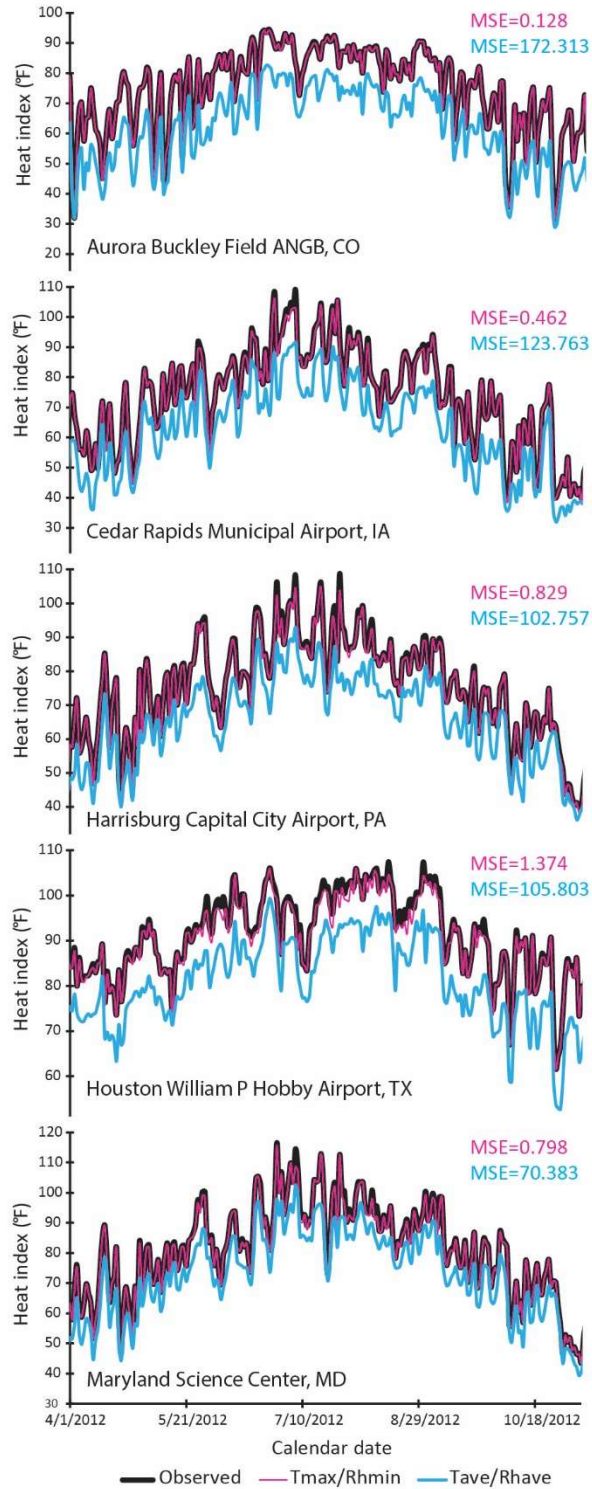 100
90
80
70
60
50
40
30
20
Heat index (°F)
MSE=0.128
MSE=172.313
Aurora Buckley Field ANGB, CO
110
100
90
80
70
60
50
40
30
Heat index (°F)
MSE=0.462
MSE=123.763
Cedar Rapids Municipal Airport, IA
110
100
90
80
70
60
50
40
Heat index (°F)
MSE=0.829
MSE=102.757
Harrisburg Capital City Airport, PA
110
100
90
80
70
60
Heat index (°F)
MSE=1.374
MSE=105.803
Houston William P Hobby Airport, TX
120
110
100
90
80
70
60
50
40
30
Heat index (°F)
MSE=0.798
MSE=70.383
Maryland Science Center, MD
4/1/2012 5/21/2012 7/10/2012 8/29/2012 10/18/2012
Calendar date
Observed Tmax/Rhmin Tave/Rhave